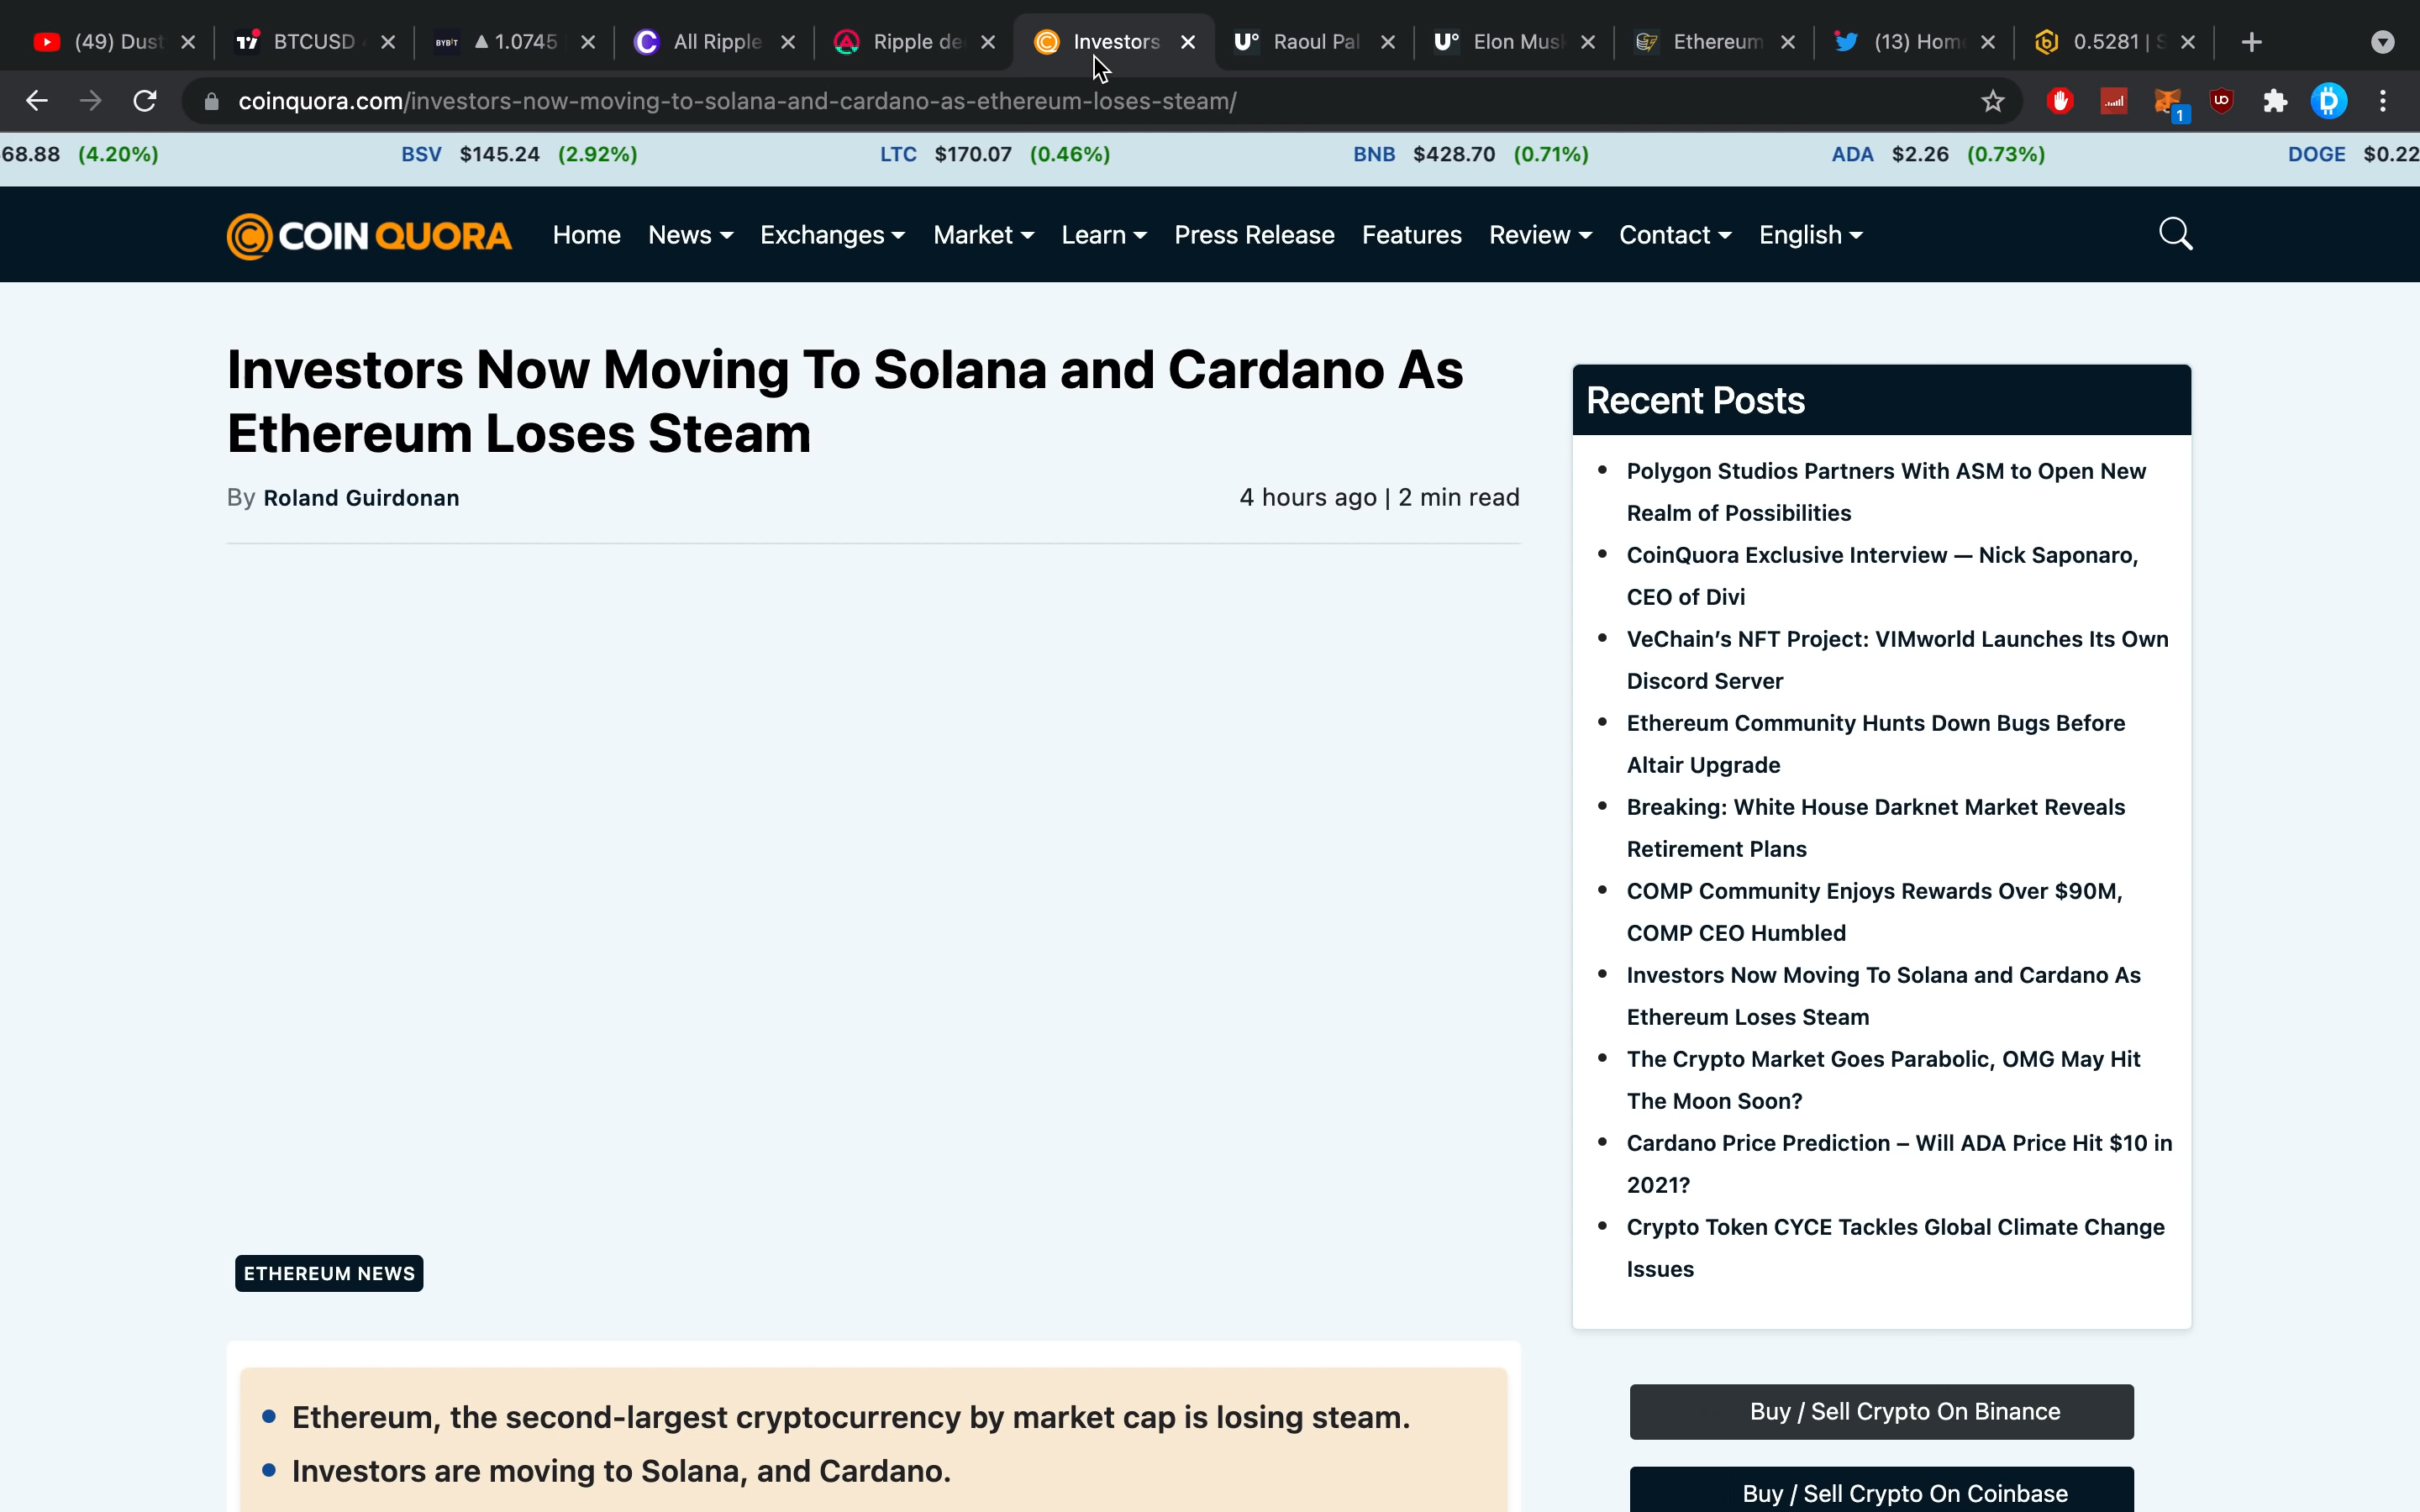 (49) Dust
BTCUSD
BYBIT ▲ 1.0745
All Ripple
Ripple de
Investors
U° Raoul Pal
U° Elon Musk
Ethereum
(13) Home
0.5281 | S
coinquora.com/investors-now-moving-to-solana-and-cardano-as-ethereum-loses-steam/
1
68.88 (4.20%) BSV $145.24 (2.92%) LTC $170.07 (0.46%) BNB $428.70 (0.71%) ADA $2.26 (0.73%) DOGE $0.22
COIN QUORA Home News Exchanges Market Learn Press Release Features Review Contact English
Investors Now Moving To Solana and Cardano As
Ethereum Loses Steam
By Roland Guirdonan
4 hours ago | 2 min read
ETHEREUM NEWS
• Ethereum, the second-largest cryptocurrency by market cap is losing steam.
• Investors are moving to Solana, and Cardano.
Recent Posts
• Polygon Studios Partners With ASM to Open New
Realm of Possibilities
• CoinQuora Exclusive Interview — Nick Saponaro,
CEO of Divi
• VeChain’s NFT Project: VIMworld Launches Its Own
Discord Server
• Ethereum Community Hunts Down Bugs Before
Altair Upgrade
• Breaking: White House Darknet Market Reveals
Retirement Plans
• COMP Community Enjoys Rewards Over $90M,
COMP CEO Humbled
• Investors Now Moving To Solana and Cardano As
Ethereum Loses Steam
• The Crypto Market Goes Parabolic, OMG May Hit
The Moon Soon?
• Cardano Price Prediction – Will ADA Price Hit $10 in
2021?
• Crypto Token CYCE Tackles Global Climate Change
Issues
Buy / Sell Crypto On Binance
Buy / Sell Crypto On Coinbase